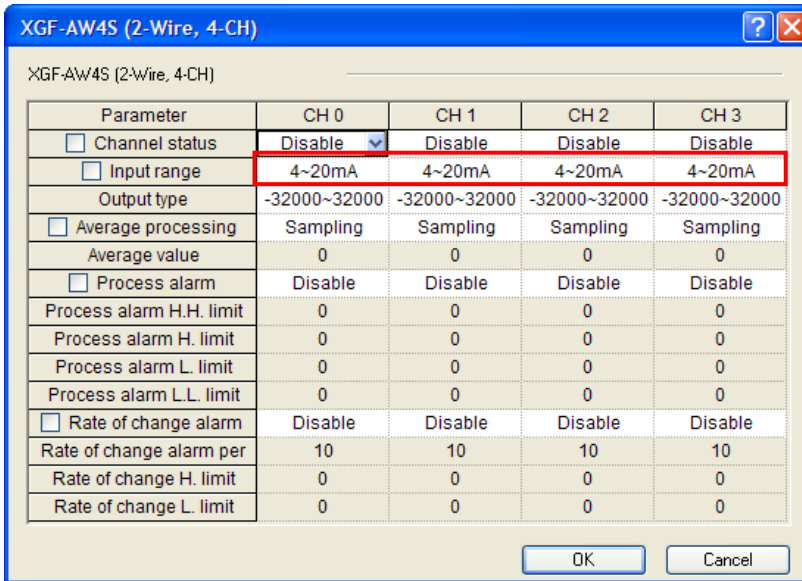 XGF-AW4S (2-Wire, 4-CH)
XGF-AW4S (2-Wire, 4-CH)
Parameter CH 0 CH 1 CH 2 CH 3
Channel status Disable Disable Disable Disable
Input range 4~20mA 4~20mA 4~20mA 4~20mA
Output type -32000~32000 -32000~32000 -32000~32000 -32000~32000
Average processing Sampling Sampling Sampling Sampling
Average value 0 0 0 0
Process alarm Disable Disable Disable Disable
Process alarm H.H. limit 0 0 0 0
Process alarm H. limit 0 0 0 0
Process alarm L. limit 0 0 0 0
Process alarm L.L. limit 0 0 0 0
Rate of change alarm Disable Disable Disable Disable
Rate of change alarm per 10 10 10 10
Rate of change H. limit 0 0 0 0
Rate of change L. limit 0 0 0 0
OK Cancel